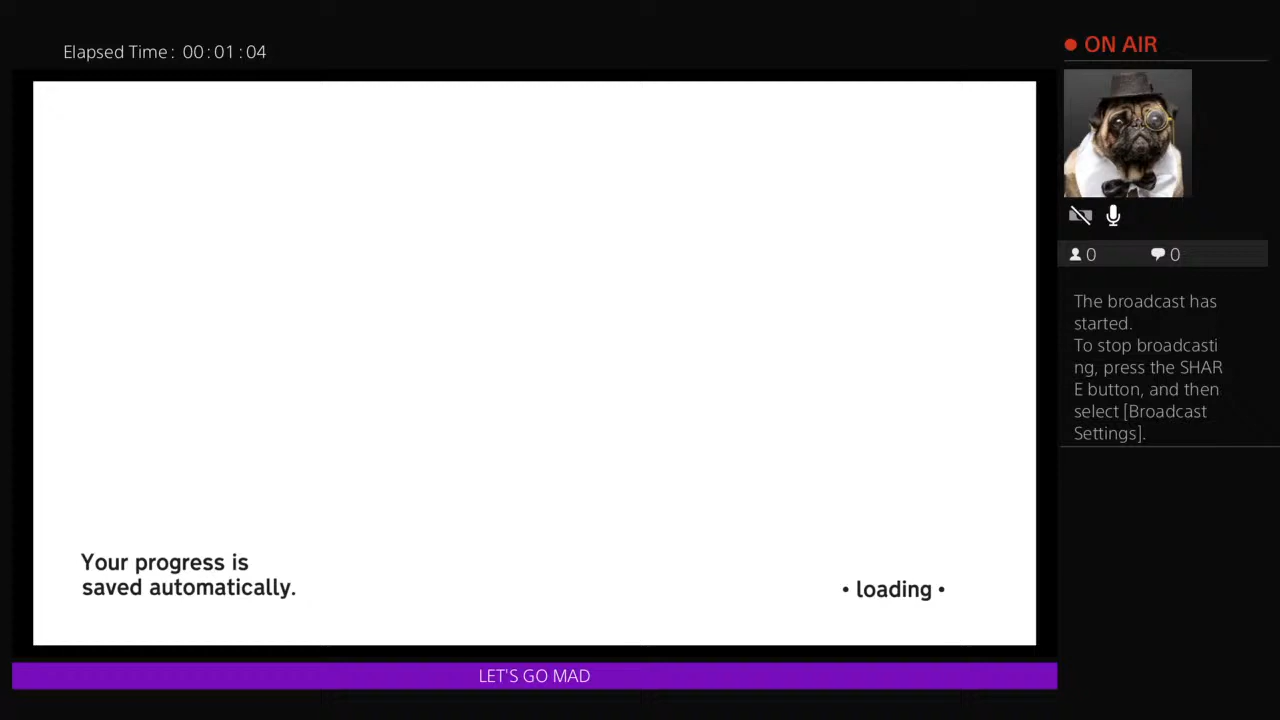 Elapsed Time: 00:01:04
ON AIR
0 0
The broadcast has
started.
To stop broadcasti
ng, press the SHAR
E button, and then
select [Broadcast
Settings].
Your progress is
saved automatically.
• loading •
LET'S GO MAD